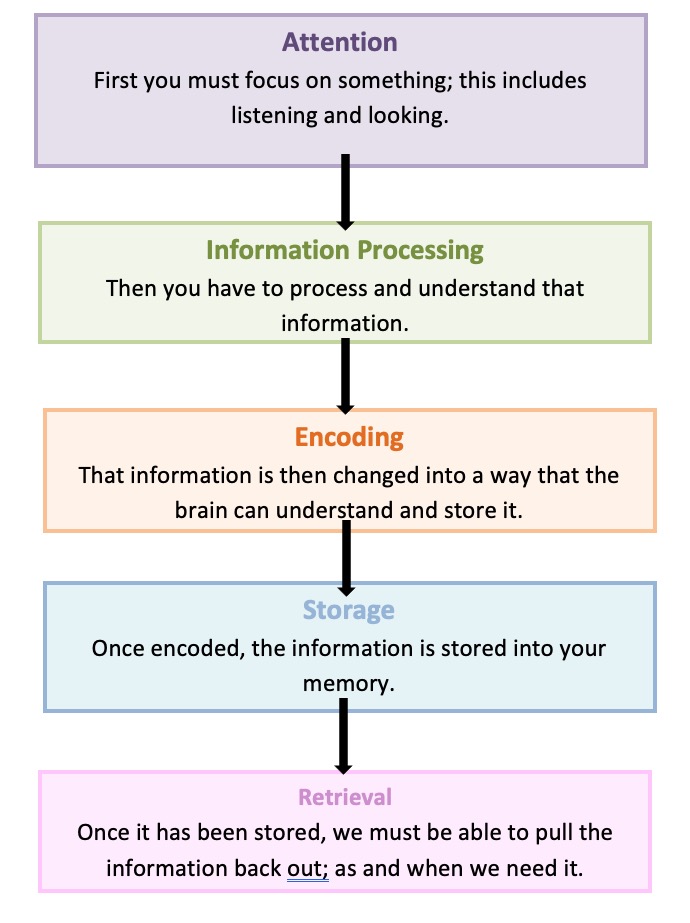 Attention
First you must focus on something; this includes
listening and looking.
Information Processing
Then you have to process and understand that
information.
Encoding
That information is then changed into a way that the
brain can understand and store it.
Storage
Once encoded, the information is stored into your
memory.
Retrieval
Once it has been stored, we must be able to pull the
information back out; as and when we need it.